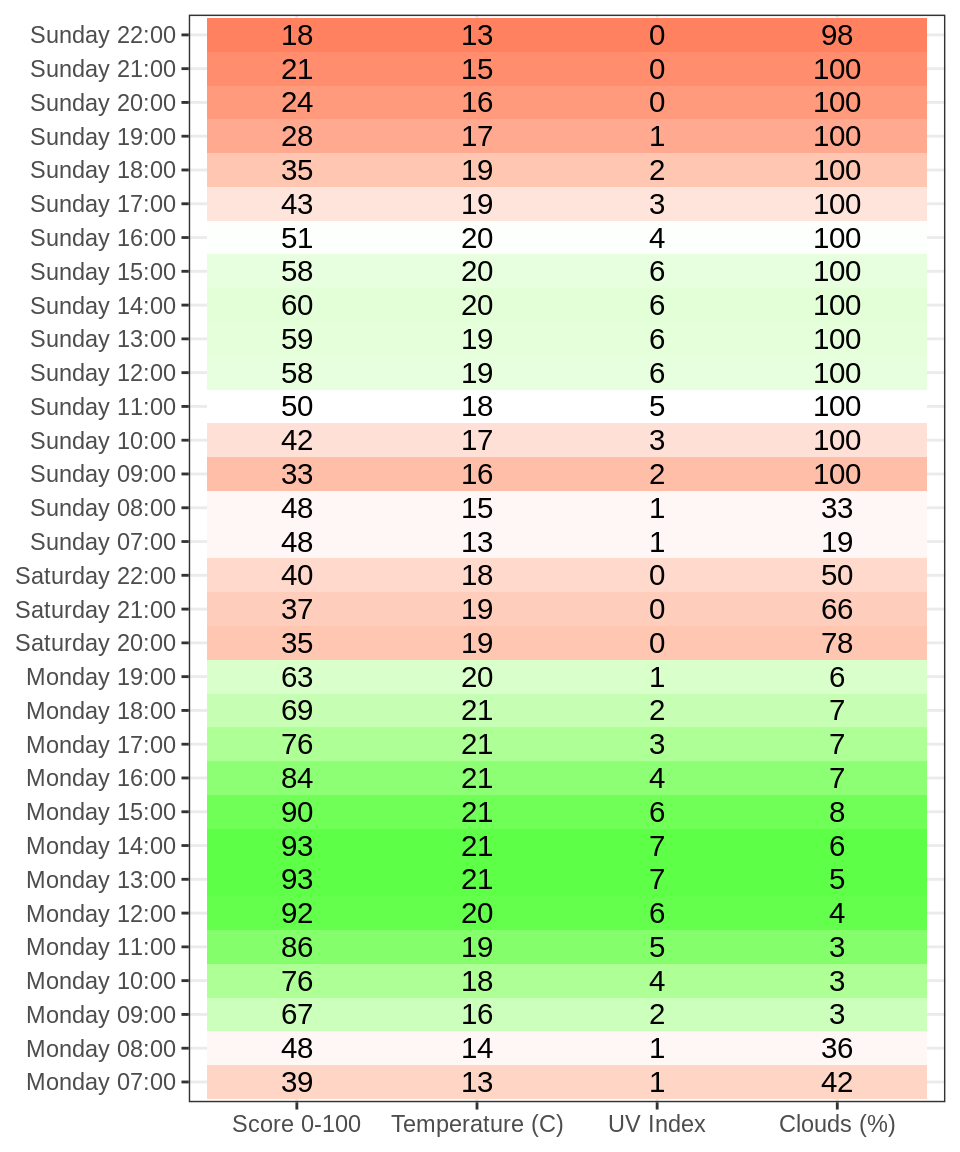 Sunday 22:00 18 13 0 98
Sunday 21:00 21 15 0 100
Sunday 20:00 24 16 0 100
Sunday 19:00 28 17 1 100
Sunday 18:00 35 19 2 100
Sunday 17:00 43 19 3 100
Sunday 16:00 51 20 4 100
Sunday 15:00 58 20 6 100
Sunday 14:00 60 20 6 100
Sunday 13:00 59 19 6 100
Sunday 12:00 58 19 6 100
Sunday 11:00 50 18 5 100
Sunday 10:00 42 17 3 100
Sunday 09:00 33 16 2 100
Sunday 08:00 48 15 1 33
Sunday 07:00 48 13 1 19
Saturday 22:00 40 18 0 50
Saturday 21:00 37 19 0 66
Saturday 20:00 35 19 0 78
Monday 19:00 63 20 1 6
Monday 18:00 69 21 2 7
Monday 17:00 76 21 3 7
Monday 16:00 84 21 4 7
Monday 15:00 90 21 6 8
Monday 14:00 93 21 7 6
Monday 13:00 93 21 7 5
Monday 12:00 92 20 6 4
Monday 11:00 86 19 5 3
Monday 10:00 76 18 4 3
Monday 09:00 67 16 2 3
Monday 08:00 48 14 1 36
Monday 07:00 39 13 1 42
Score 0-100 Temperature (C) UV Index Clouds (%)